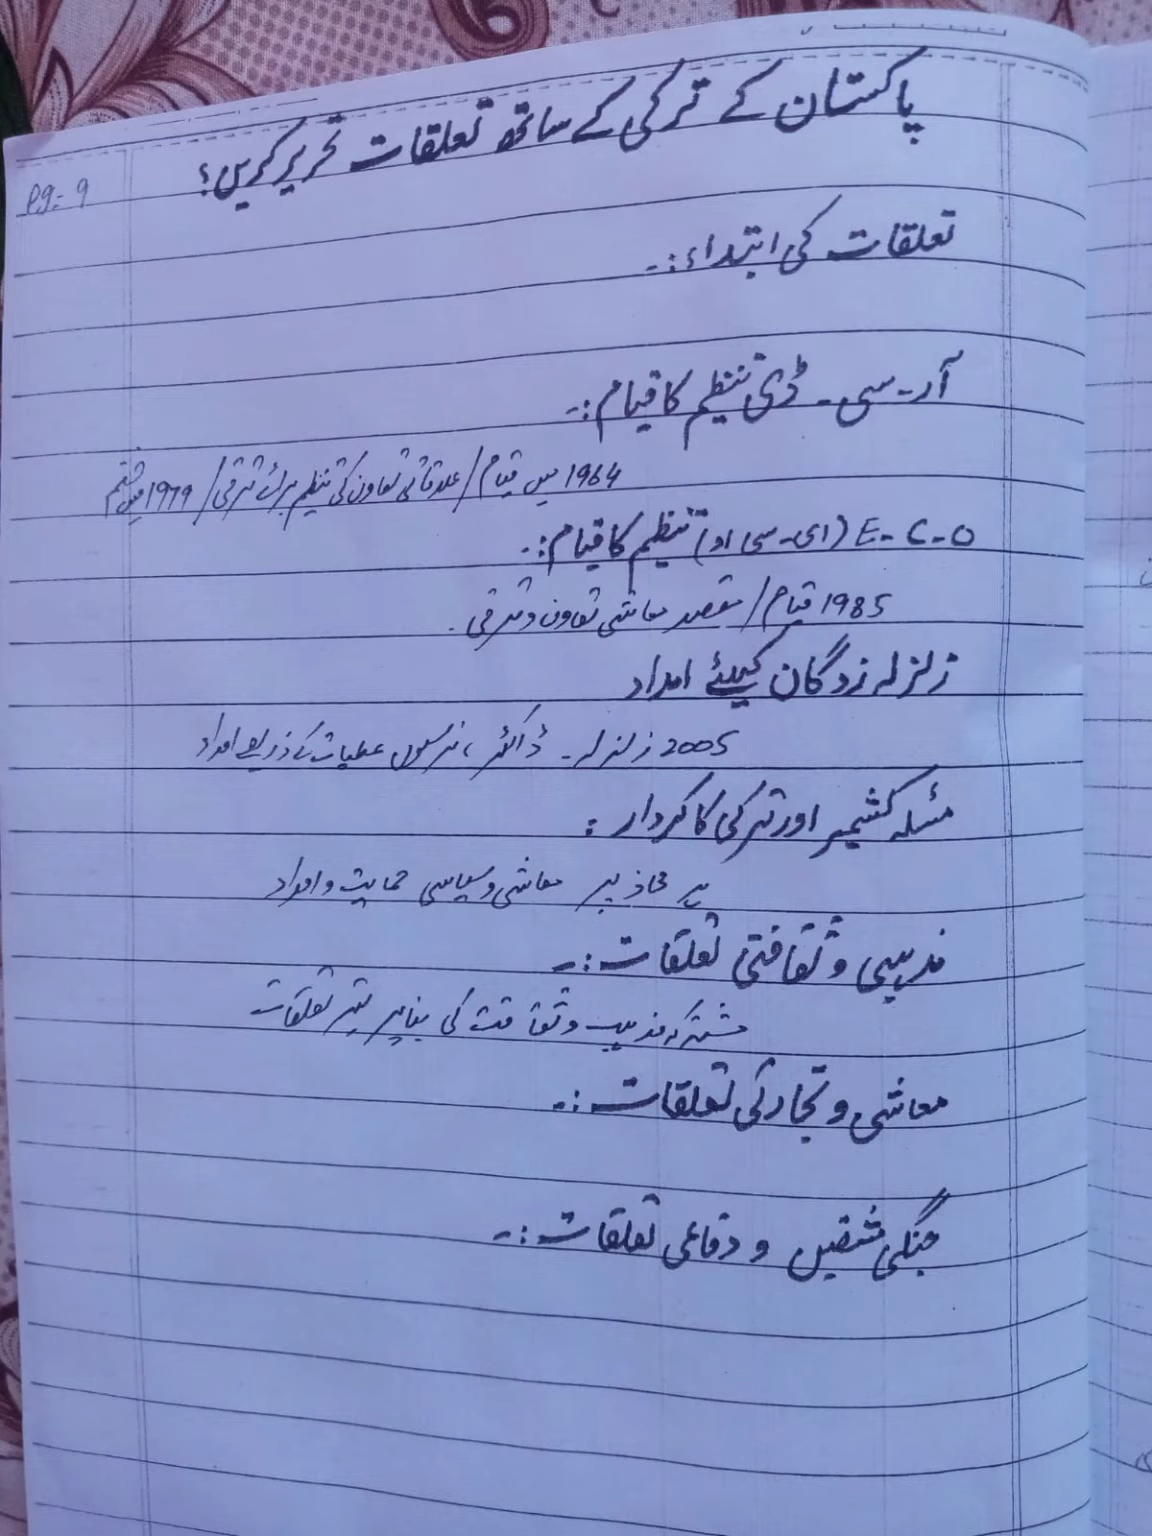 پاکستان کے ترکی کے ساتھ تعلقات تحریر کریں؟
Pg:- 9
تعلقات کی ابتداء:-
آر-سی-ڈی تنظیم کا قیام:-
1964 میں قیام/علاقائی تعاون کی تنظیم برائے ترقی/1979 میں ختم
E-C-O (ای-سی او) تنظیم کا قیام:-
1985 قیام/مقصد معاشی تعاون و ترقی-
زلزلہ زدگان کیلئے امداد
2005 زلزلہ- ڈاکٹر، نرسوں عطیات کے ذریعے امداد
مسئلہ کشمیر اور ترکی کا کردار:
ہر محاذ پر معاشی و سیاسی حمایت و امداد
مذہبی و ثقافتی تعلقات:-
مشترکہ مذہب و ثقافت کی بنا پر تعلقات
معاشی و تجارتی تعلقات:-
جنگی مشقیں و دفاعی تعلقات:-